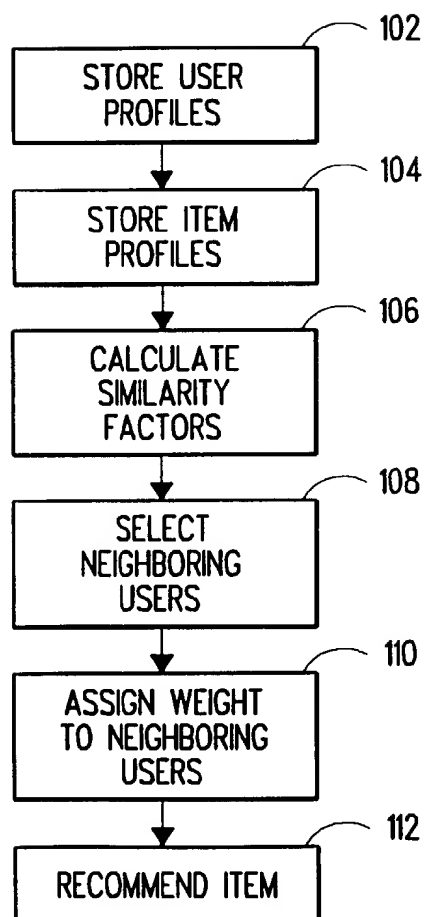 102
STORE USER
PROFILES
104
STORE ITEM
PROFILES
106
CALCULATE
SIMILARITY
FACTORS
108
SELECT
NEIGHBORING
USERS
110
ASSIGN WEIGHT
TO NEIGHBORING
USERS
112
RECOMMEND ITEM